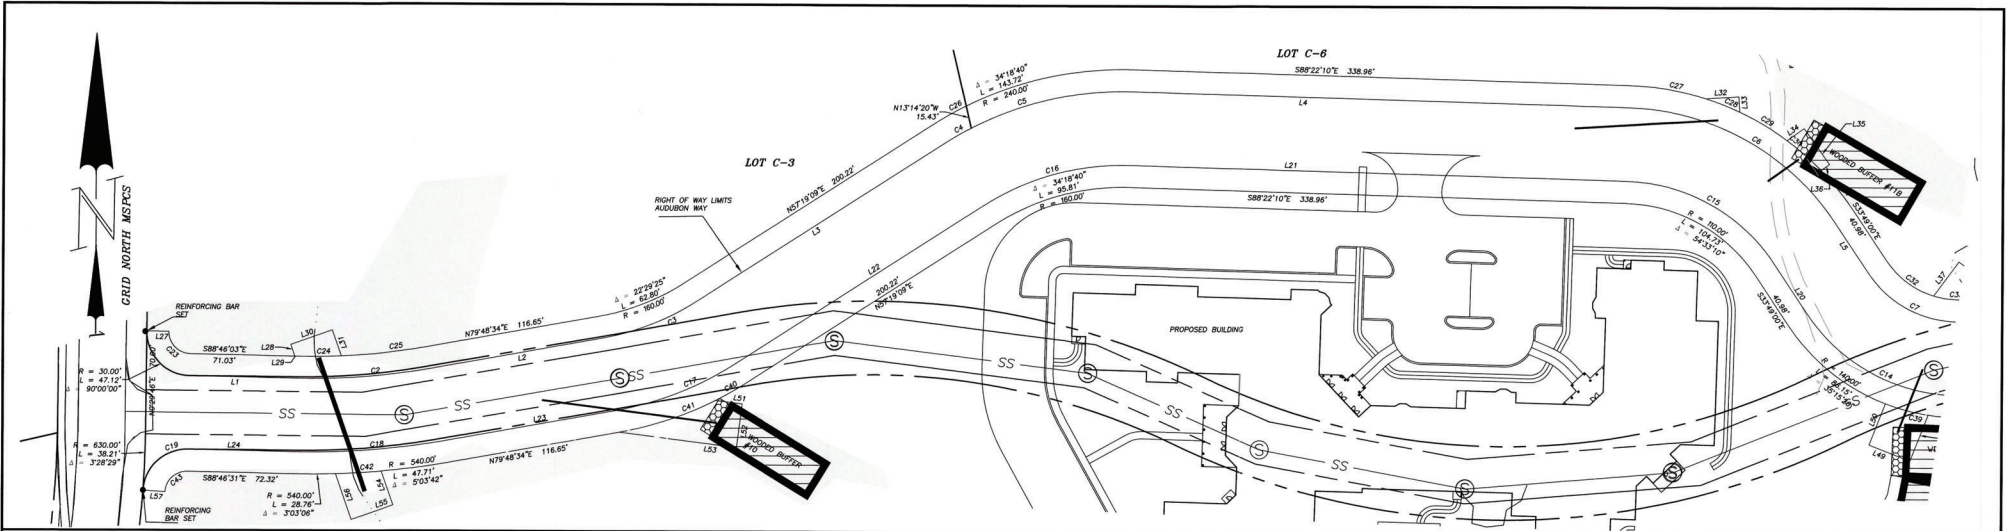 LOT C-6
S88°22'10"E 338.96'
Δ = 34°18'40"
L = 143.72'
R = 240.00'
C26
C5
N13°14'20"W
15.43'
C4
L4
C27
L32
C28
L33
C29
C6
L34
L35
WOODED BUFFER #11B
L36
LOT C-3
N57°19'09"E 200.22'
RIGHT OF WAY LIMITS
AUDUBON WAY
L3
C16
Δ = 34°18'40"
L = 95.81'
R = 160.00'
L21
S88°22'10"E 338.96'
C15
R = 110.00'
L = 104.73'
Δ = 54°33'10"
S33°49'00"E
40.98'
L5
C32
L37
C7
GRID NORTH MSPCS
N
REINFORCING BAR
SET
L27
C23
S88°46'03"E
71.03'
L28
L29
L30
C24
L31
C25
N79°48'34"E 116.65'
Δ = 22°29'25"
L = 62.80'
R = 160.00'
C3
L2
C2
L1
L22
200.22'
N57°19'09"E
PROPOSED BUILDING
L20
40.98'
S33°49'00"E
R = 30.00'
L = 47.12'
Δ = 90°00'00"
70.00'
SS
S
SS
S
SS
S
SS
S
SS
S
SS
S
S
S
C17
C40
C41
L51
L52
L53
WOODED BUFFER
#10
L23
C18
R = 140.00'
C14
C39
L50
L49
R = 630.00'
L = 38.21'
Δ = 3°28'29"
C19
L24
C43
L57
S88°46'31"E 72.32'
REINFORCING
BAR SET
R = 540.00'
L = 28.76'
Δ = 3°03'06"
C42
L56
L54
L55
R = 540.00'
L = 47.71'
Δ = 5°03'42"
N79°48'34"E 116.65'